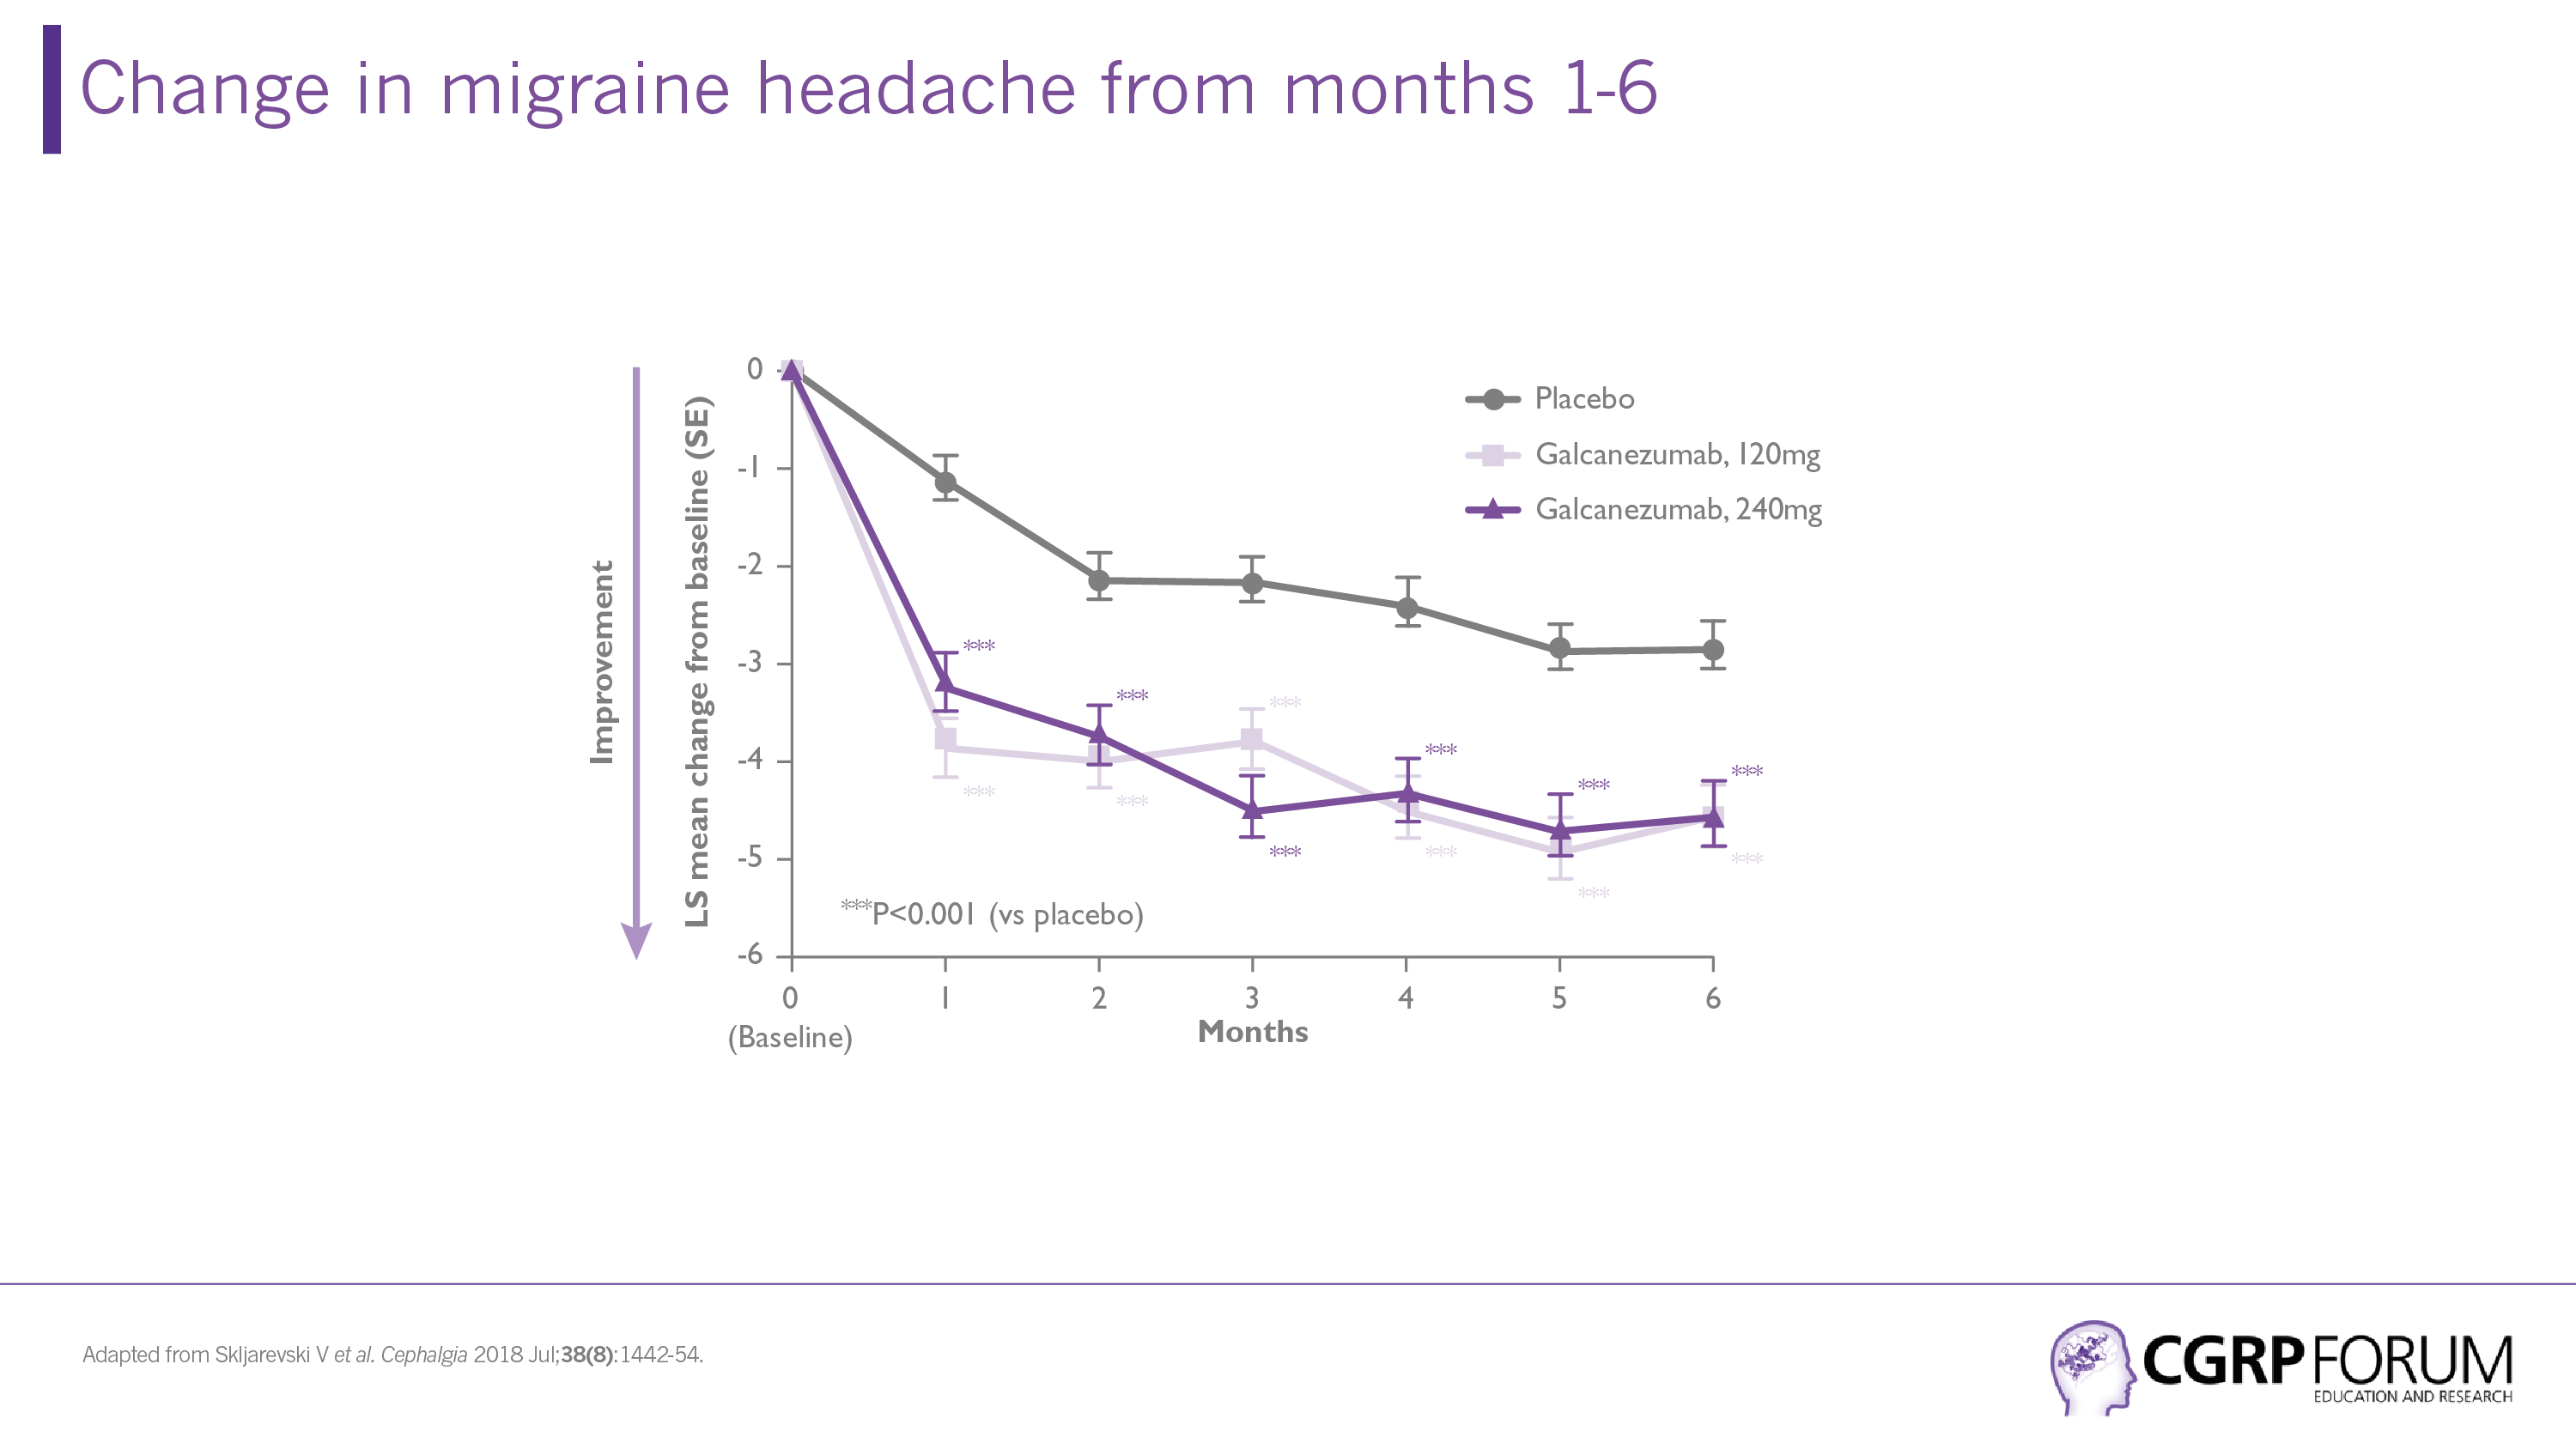 Change in migraine headache from months 1-6
Improvement
LS mean change from baseline (SE)
0
-1
-2
-3
-4
-5
-6
Placebo
Galcanezumab, 120mg
Galcanezumab, 240mg
***
***
***
***
***
***
***
***
***
***
***
***
***P<0.001 (vs placebo)
0 1 2 3 4 5 6
(Baseline)
Months
Adapted from Skljarevski V et al. Cephalgia 2018 Jul;38(8):1442-54.
CGRP FORUM
EDUCATION AND RESEARCH